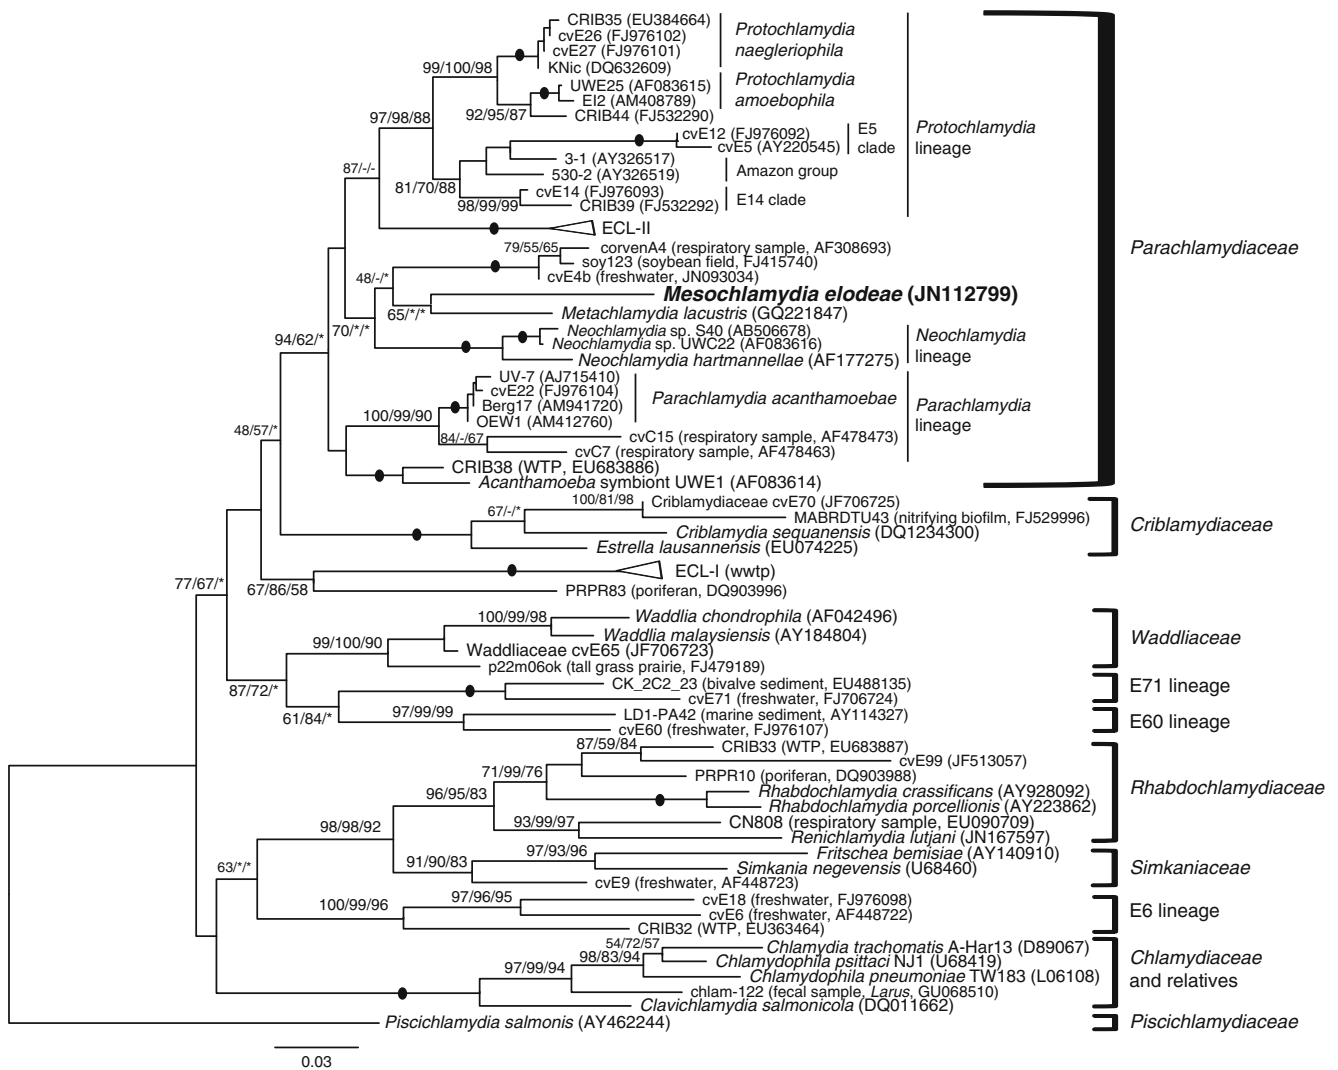 CRIB35 (EU384664)
cvE26 (FJ976102)
cvE27 (FJ976101)
KNic (DQ632609)
Protochlamydia
naegleriophila
99/100/98
UWE25 (AF083615)
EI2 (AM408789)
CRIB44 (FJ532290)
Protochlamydia
amoebophila
92/95/87
97/98/88
cvE12 (FJ976092)
cvE5 (AY220545)
E5
clade
Protochlamydia
lineage
3-1 (AY326517)
530-2 (AY326519)
Amazon group
87/-/-
81/70/88
cvE14 (FJ976093)
CRIB39 (FJ532292)
E14 clade
98/99/99
ECL-II
79/55/65
corvenA4 (respiratory sample, AF308693)
soy123 (soybean field, FJ415740)
cvE4b (freshwater, JN093034)
Parachlamydiaceae
48/-/*
Mesochlamydia elodeae (JN112799)
65/*/*
Metachlamydia lacustris (GQ221847)
70/*/*
Neochlamydia sp. S40 (AB506678)
Neochlamydia sp. UWC22 (AF083616)
Neochlamydia hartmannellae (AF177275)
Neochlamydia
lineage
94/62/*
UV-7 (AJ715410)
cvE22 (FJ976104)
Berg17 (AM941720)
OEW1 (AM412760)
Parachlamydia acanthamoebae
Parachlamydia
lineage
100/99/90
84/-/67
cvC15 (respiratory sample, AF478473)
cvC7 (respiratory sample, AF478463)
48/57/*
CRIB38 (WTP, EU683886)
Acanthamoeba symbiont UWE1 (AF083614)
100/81/98
Criblamydiaceae cvE70 (JF706725)
67/-/*
MABRDTU43 (nitrifying biofilm, FJ529996)
Criblamydia sequanensis (DQ1234300)
Estrella lausannensis (EU074225)
Criblamydiaceae
ECL-I (wwtp)
77/67/*
67/86/58
PRPR83 (poriferan, DQ903996)
100/99/98
Waddlia chondrophila (AF042496)
Waddlia malaysiensis (AY184804)
99/100/90
Waddliaceae cvE65 (JF706723)
p22m06ok (tall grass prairie, FJ479189)
Waddliaceae
87/72/*
CK_2C2_23 (bivalve sediment, EU488135)
cvE71 (freshwater, FJ706724)
E71 lineage
61/84/*
97/99/99
LD1-PA42 (marine sediment, AY114327)
cvE60 (freshwater, FJ976107)
E60 lineage
87/59/84
CRIB33 (WTP, EU683887)
cvE99 (JF513057)
71/99/76
PRPR10 (poriferan, DQ903988)
Rhabdochlamydia crassificans (AY928092)
Rhabdochlamydia porcellionis (AY223862)
Rhabdochlamydiaceae
96/95/83
93/99/97
CN808 (respiratory sample, EU090709)
Renichlamydia lutjani (JN167597)
98/98/92
97/93/96
Fritschea bemisiae (AY140910)
91/90/83
Simkania negevensis (U68460)
cvE9 (freshwater, AF448723)
Simkaniaceae
63/*/*
97/96/95
cvE18 (freshwater, FJ976098)
100/99/96
cvE6 (freshwater, AF448722)
CRIB32 (WTP, EU363464)
E6 lineage
54/72/57
Chlamydia trachomatis A-Har13 (D89067)
98/83/94
Chlamydophila psittaci NJ1 (U68419)
97/99/94
Chlamydophila pneumoniae TW183 (L06108)
chlam-122 (fecal sample, Larus, GU068510)
Clavichlamydia salmonicola (DQ011662)
Chlamydiaceae
and relatives
Piscichlamydia salmonis (AY462244)
Piscichlamydiaceae
0.03